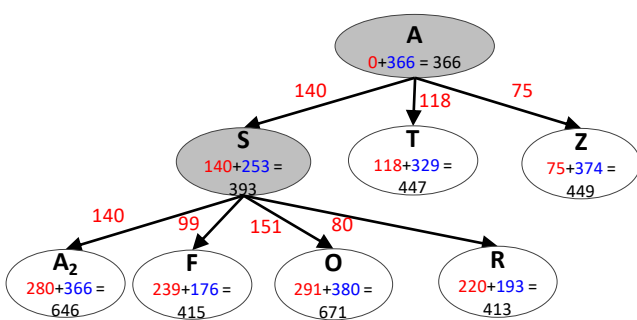 A
0+366 = 366
140
118
75
S
140+253 =
393
T
118+329 =
447
Z
75+374 =
449
140
99
151
80
A₂
280+366 =
646
F
239+176 =
415
O
291+380 =
671
R
220+193 =
413